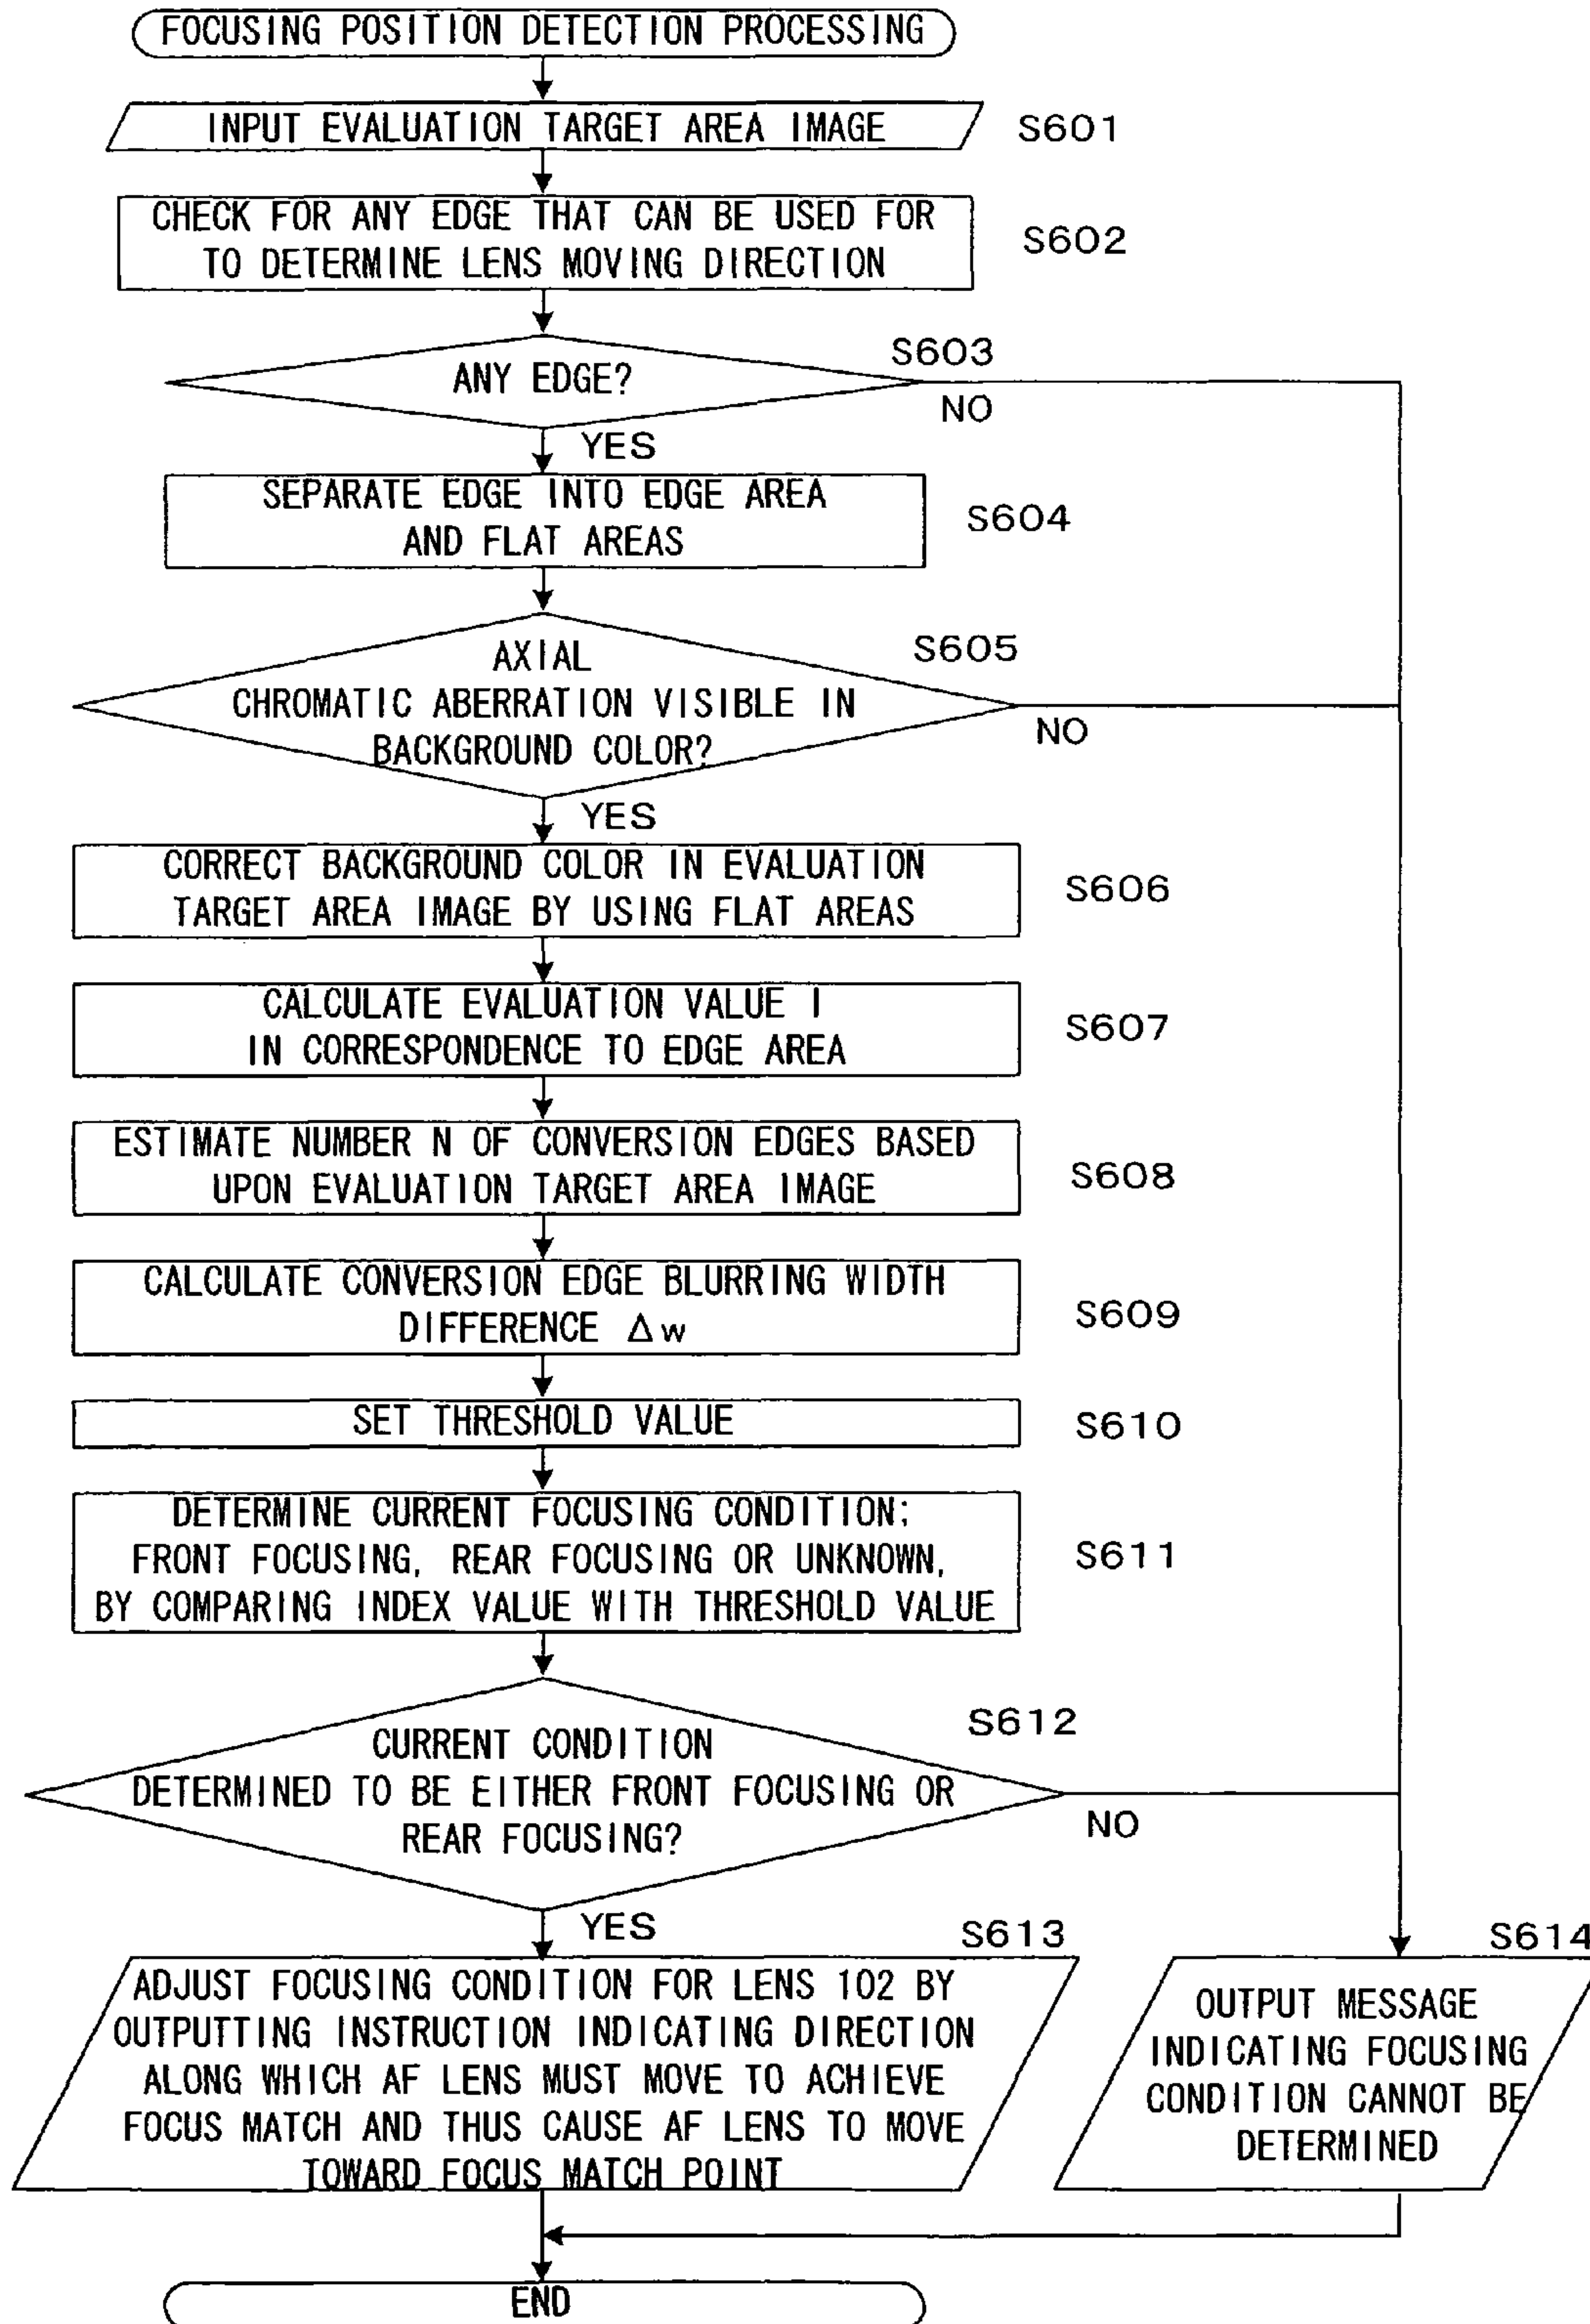 FOCUSING POSITION DETECTION PROCESSING
INPUT EVALUATION TARGET AREA IMAGE
S601
CHECK FOR ANY EDGE THAT CAN BE USED FOR
TO DETERMINE LENS MOVING DIRECTION
S602
S603
ANY EDGE?
NO
YES
SEPARATE EDGE INTO EDGE AREA
AND FLAT AREAS
S604
S605
AXIAL
CHROMATIC ABERRATION VISIBLE IN
BACKGROUND COLOR?
NO
YES
CORRECT BACKGROUND COLOR IN EVALUATION
TARGET AREA IMAGE BY USING FLAT AREAS
S606
CALCULATE EVALUATION VALUE I
IN CORRESPONDENCE TO EDGE AREA
S607
ESTIMATE NUMBER N OF CONVERSION EDGES BASED
UPON EVALUATION TARGET AREA IMAGE
S608
CALCULATE CONVERSION EDGE BLURRING WIDTH
DIFFERENCE Δw
S609
SET THRESHOLD VALUE
S610
DETERMINE CURRENT FOCUSING CONDITION;
FRONT FOCUSING, REAR FOCUSING OR UNKNOWN,
BY COMPARING INDEX VALUE WITH THRESHOLD VALUE
S611
S612
CURRENT CONDITION
DETERMINED TO BE EITHER FRONT FOCUSING OR
REAR FOCUSING?
NO
YES
S613
ADJUST FOCUSING CONDITION FOR LENS 102 BY
OUTPUTTING INSTRUCTION INDICATING DIRECTION
ALONG WHICH AF LENS MUST MOVE TO ACHIEVE
FOCUS MATCH AND THUS CAUSE AF LENS TO MOVE
TOWARD FOCUS MATCH POINT
S614
OUTPUT MESSAGE
INDICATING FOCUSING
CONDITION CANNOT BE
DETERMINED
END